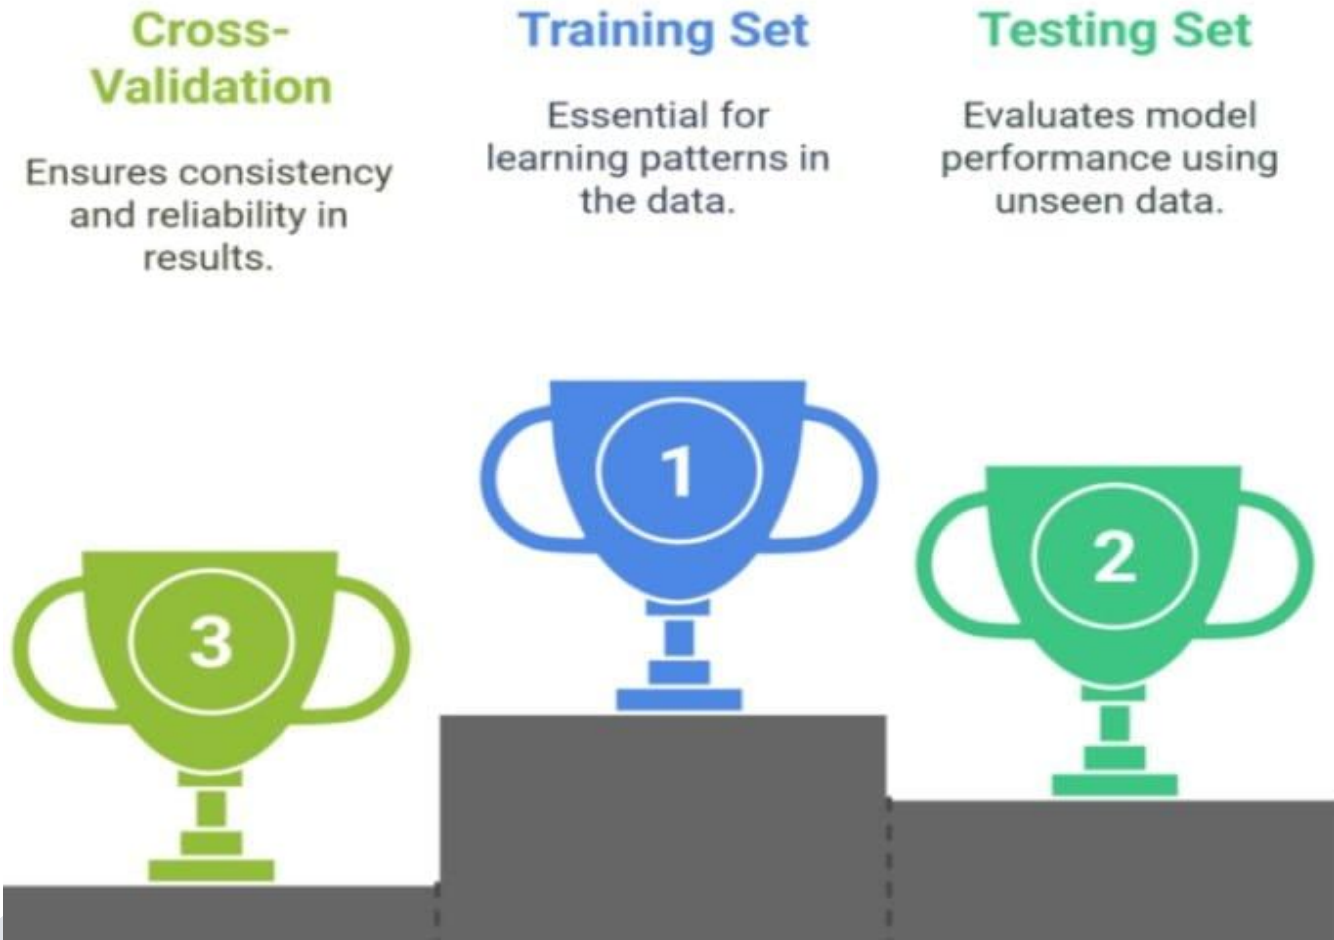 Cross-
Validation
Ensures consistency
and reliability in
results.
Training Set
Essential for
learning patterns in
the data.
Testing Set
Evaluates model
performance using
unseen data.
3
1
2